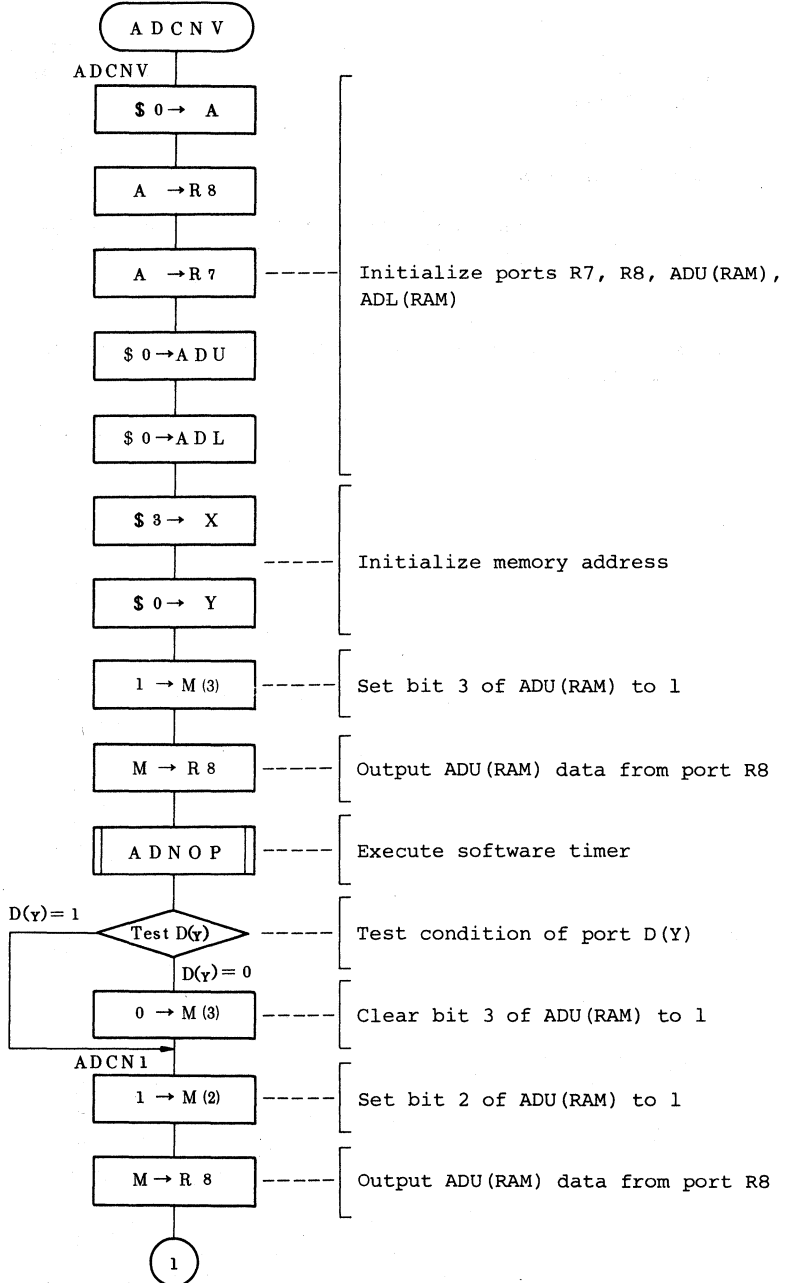 ADCNV
ADCNV
$0→ A
A →R8
A →R7
Initialize ports R7, R8, ADU(RAM),
ADL(RAM)
$0→ADU
$0→ADL
$3→ X
Initialize memory address
$0→ Y
1 → M(3)
Set bit 3 of ADU(RAM) to 1
M → R8
Output ADU(RAM) data from port R8
ADNOP
Execute software timer
D(Y)=1
Test D(Y)
Test condition of port D(Y)
D(Y)=0
0 → M(3)
Clear bit 3 of ADU(RAM) to 1
ADCN1
1 → M(2)
Set bit 2 of ADU(RAM) to 1
M→R 8
Output ADU(RAM) data from port R8
1